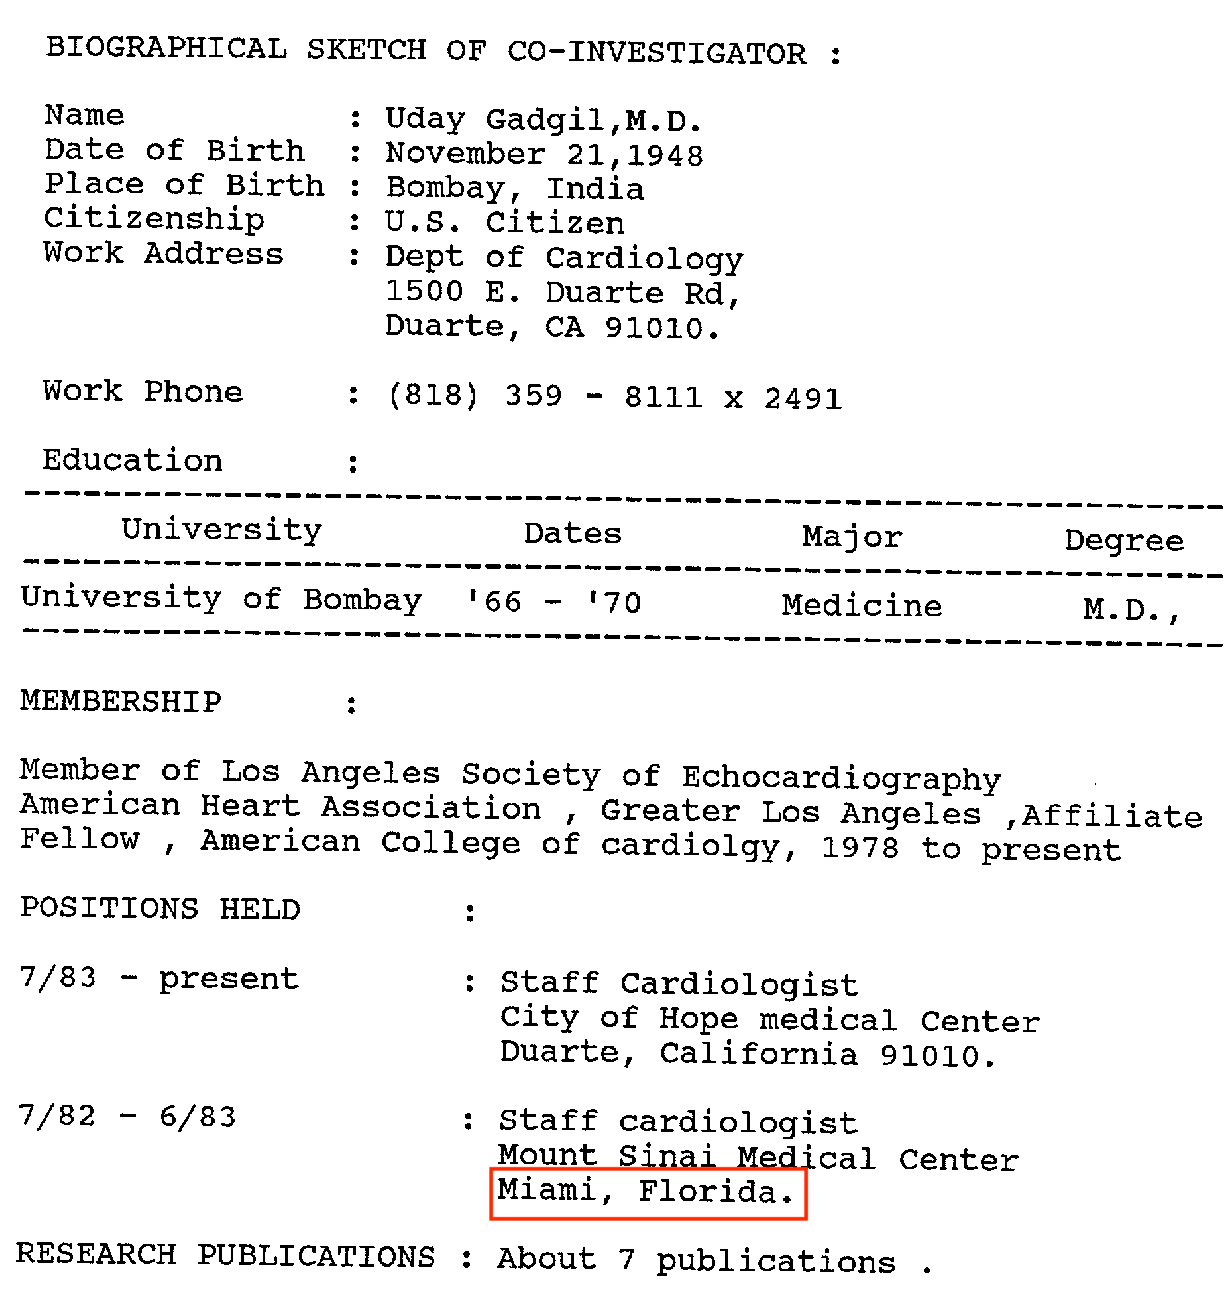 BIOGRAPHICAL SKETCH OF CO-INVESTIGATOR :
Name : Uday Gadgil,M.D.
Date of Birth : November 21,1948
Place of Birth : Bombay, India
Citizenship : U.S. Citizen
Work Address : Dept of Cardiology
1500 E. Duarte Rd,
Duarte, CA 91010.
Work Phone : (818) 359 - 8111 x 2491
Education :
University Dates Major Degree
University of Bombay '66 - '70 Medicine M.D.,
MEMBERSHIP :
Member of Los Angeles Society of Echocardiography
American Heart Association , Greater Los Angeles ,Affiliate
Fellow , American College of cardiolgy, 1978 to present
POSITIONS HELD :
7/83 - present : Staff Cardiologist
City of Hope medical Center
Duarte, California 91010.
7/82 - 6/83 : Staff cardiologist
Mount Sinai Medical Center
Miami, Florida.
RESEARCH PUBLICATIONS : About 7 publications .